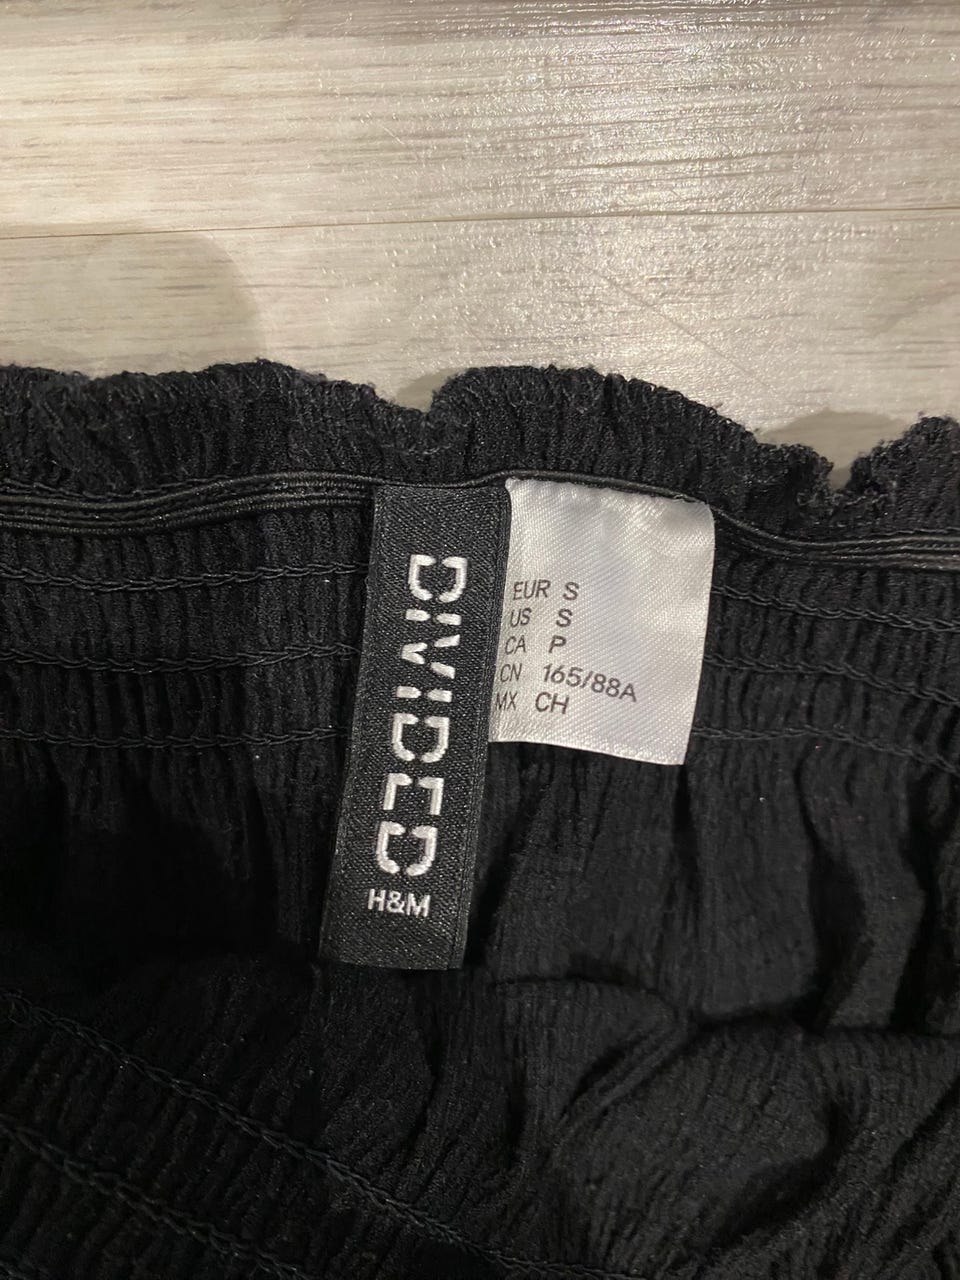 DIVIDED
H&M
EUR S
US S
CA P
CN 165/88A
MX CH